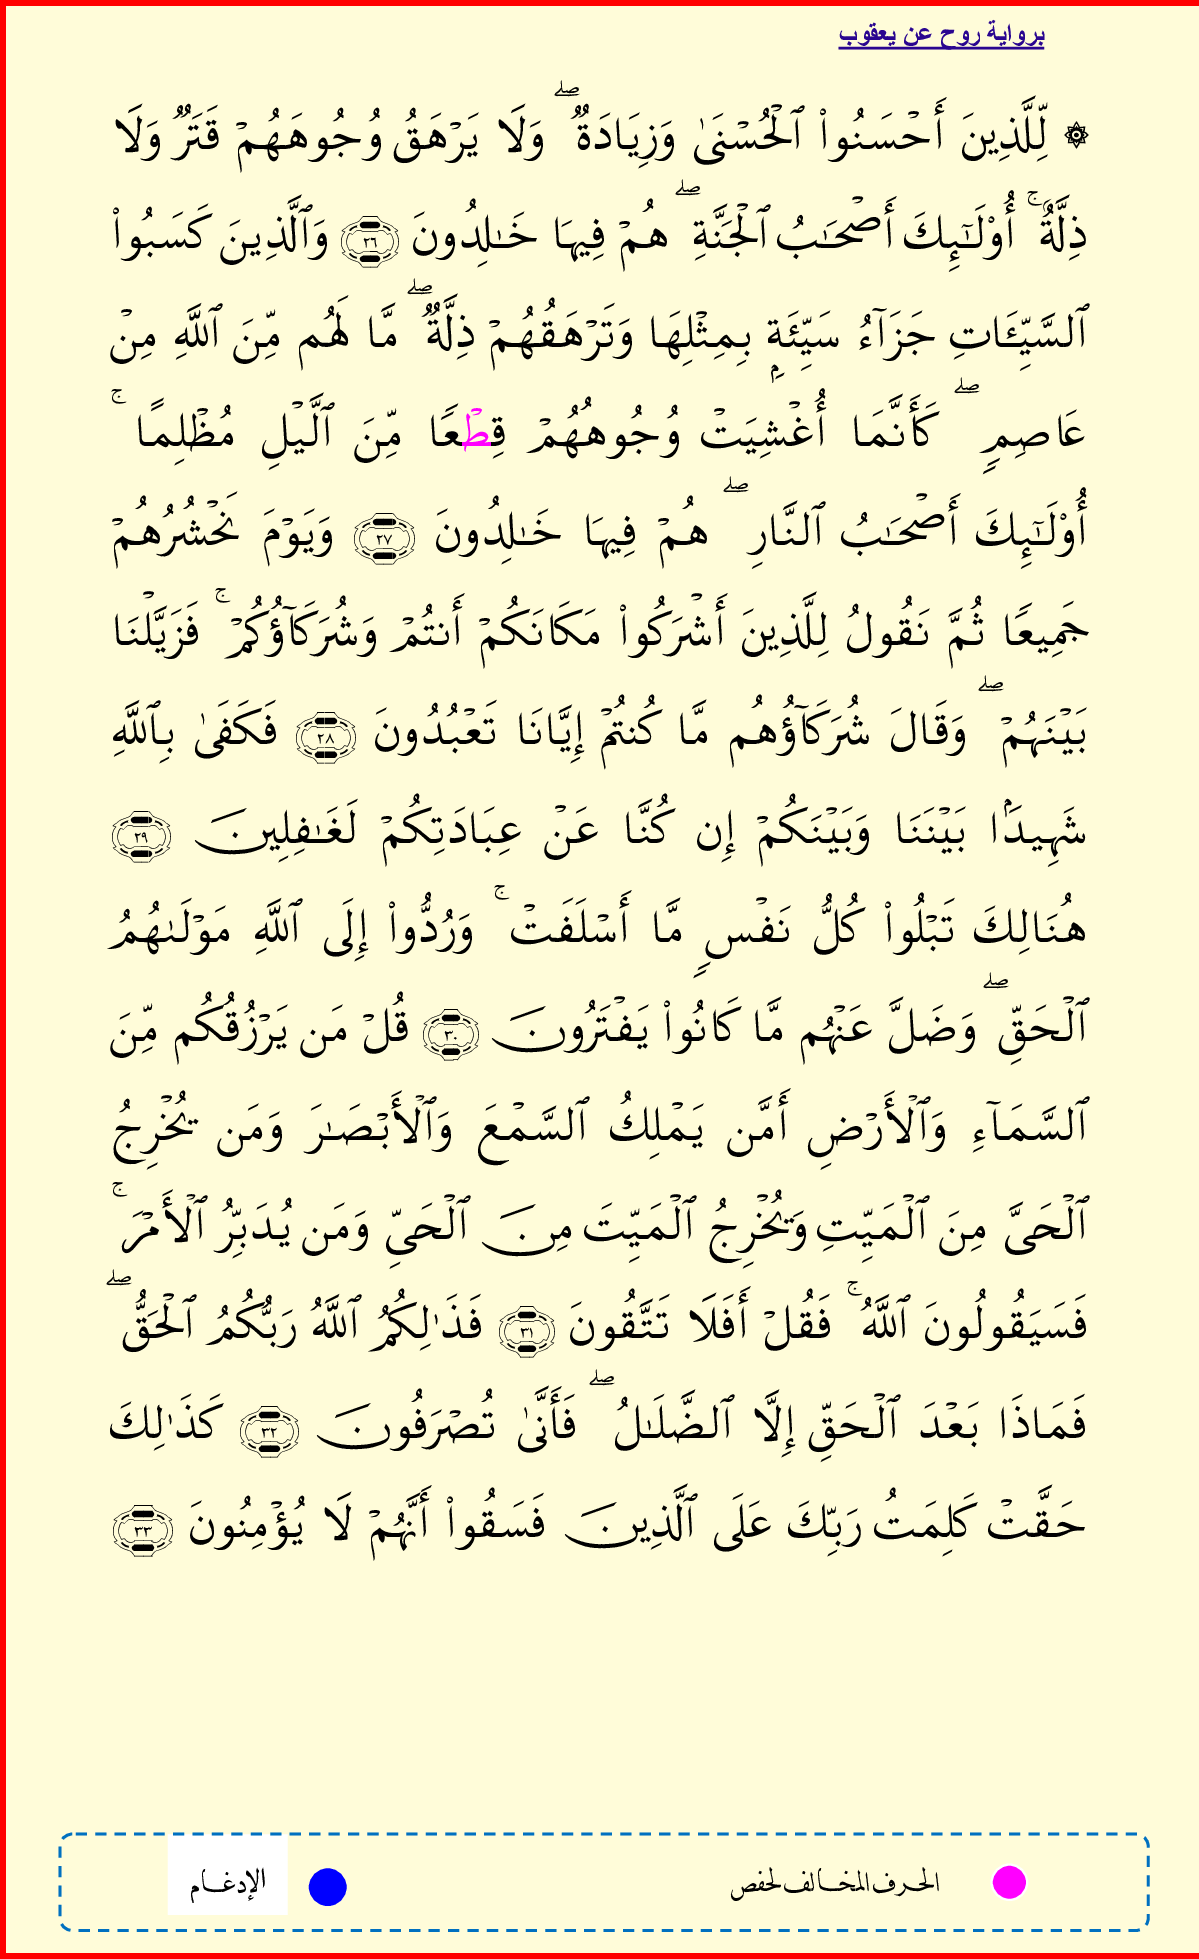 برواية روح عن يعقوب
۞ لِّلَّذِينَ أَحۡسَنُواْ ٱلۡحُسۡنَىٰ وَزِيَادَةٞۖ وَلَا يَرۡهَقُ وُجُوهَهُمۡ قَتَرٞ وَلَا
ذِلَّةٌۚ أُوْلَٰٓئِكَ أَصۡحَٰبُ ٱلۡجَنَّةِۖ هُمۡ فِيهَا خَٰلِدُونَ ٢٦ وَٱلَّذِينَ كَسَبُواْ
ٱلسَّيِّـَٔاتِ جَزَآءُ سَيِّئَةِۭ بِمِثۡلِهَا وَتَرۡهَقُهُمۡ ذِلَّةٞۖ مَّا لَهُم مِّنَ ٱللَّهِ مِنۡ
عَاصِمٖۖ كَأَنَّمَا أُغۡشِيَتۡ وُجُوهُهُمۡ قِطۡعًا مِّنَ ٱلَّيۡلِ مُظۡلِمًاۚ
أُوْلَٰٓئِكَ أَصۡحَٰبُ ٱلنَّارِۖ هُمۡ فِيهَا خَٰلِدُونَ ٢٧ وَيَوۡمَ نَحۡشُرُهُمۡ
جَمِيعًا ثُمَّ نَقُولُ لِلَّذِينَ أَشۡرَكُواْ مَكَانَكُمۡ أَنتُمۡ وَشُرَكَآؤُكُمۡۚ فَزَيَّلۡنَا
بَيۡنَهُمۡۖ وَقَالَ شُرَكَآؤُهُم مَّا كُنتُمۡ إِيَّانَا تَعۡبُدُونَ ٢٨ فَكَفَىٰ بِٱللَّهِ
شَهِيدَۢا بَيۡنَنَا وَبَيۡنَكُمۡ إِن كُنَّا عَنۡ عِبَادَتِكُمۡ لَغَٰفِلِينَ ٢٩
هُنَالِكَ تَبۡلُواْ كُلُّ نَفۡسٖ مَّا أَسۡلَفَتۡۚ وَرُدُّواْ إِلَى ٱللَّهِ مَوۡلَىٰهُمُ
ٱلۡحَقِّۖ وَضَلَّ عَنۡهُم مَّا كَانُواْ يَفۡتَرُونَ ٣٠ قُلۡ مَن يَرۡزُقُكُم مِّنَ
ٱلسَّمَآءِ وَٱلۡأَرۡضِ أَمَّن يَمۡلِكُ ٱلسَّمۡعَ وَٱلۡأَبۡصَٰرَ وَمَن يُخۡرِجُ
ٱلۡحَيَّ مِنَ ٱلۡمَيِّتِ وَيُخۡرِجُ ٱلۡمَيِّتَ مِنَ ٱلۡحَيِّ وَمَن يُدَبِّرُ ٱلۡأَمۡرَۚ
فَسَيَقُولُونَ ٱللَّهُۚ فَقُلۡ أَفَلَا تَتَّقُونَ ٣١ فَذَٰلِكُمُ ٱللَّهُ رَبُّكُمُ ٱلۡحَقُّۖ
فَمَاذَا بَعۡدَ ٱلۡحَقِّ إِلَّا ٱلضَّلَٰلُۖ فَأَنَّىٰ تُصۡرَفُونَ ٣٢ كَذَٰلِكَ
حَقَّتۡ كَلِمَتُ رَبِّكَ عَلَى ٱلَّذِينَ فَسَقُواْ أَنَّهُمۡ لَا يُؤۡمِنُونَ ٣٣
الحرف المخالف لحفص الإدغام